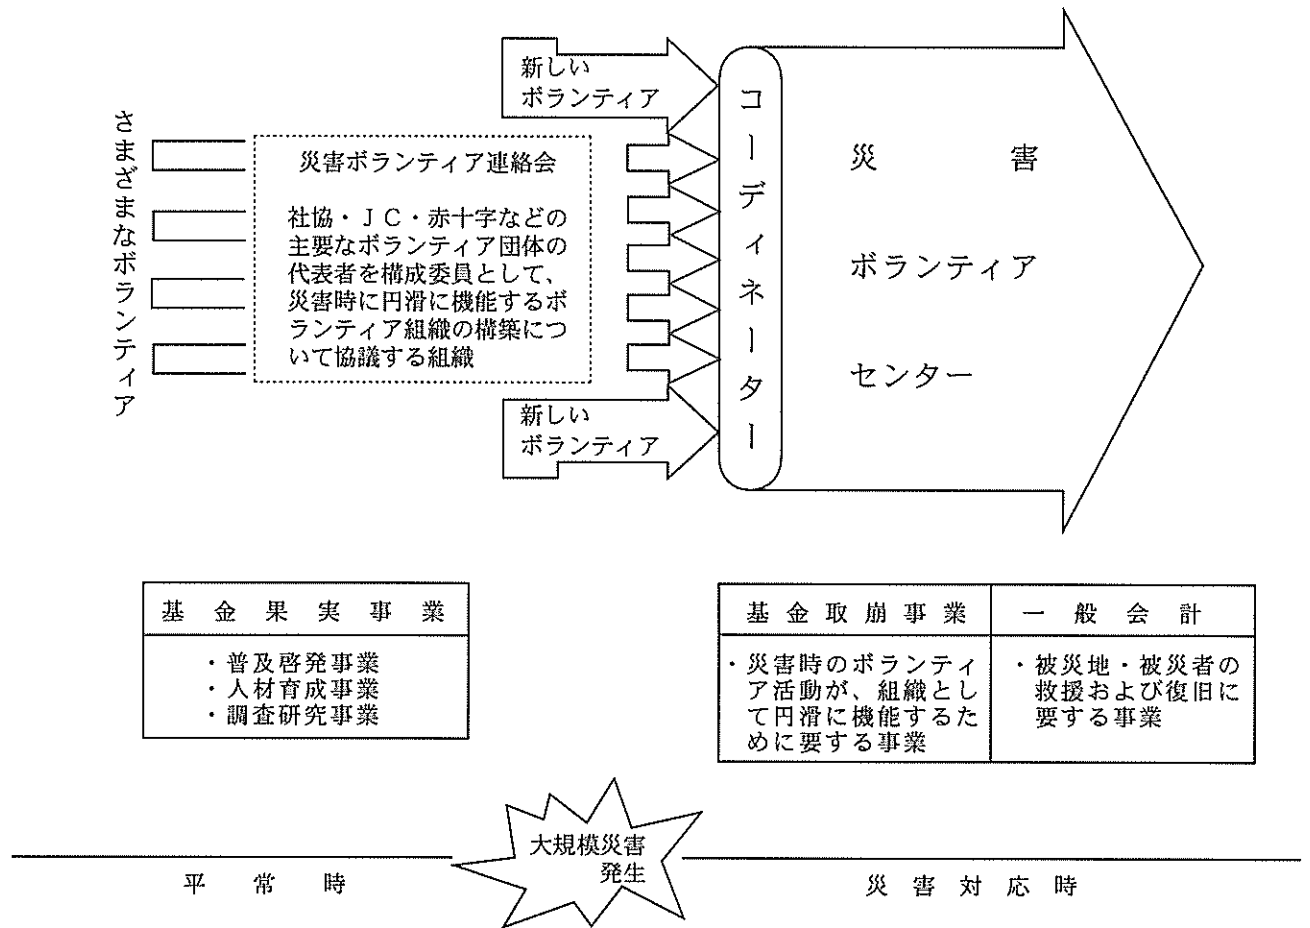 さまざまなボランティア
災害ボランティア連絡会
社協・JC・赤十字などの
主要なボランティア団体の
代表者を構成委員として、
災害時に円滑に機能するボ
ランティア組織の構築につ
いて協議する組織
新しい
ボランティア
新しい
ボランティア
コーディネーター
災害
ボランティア
センター
基金果実事業
・普及啓発事業
・人材育成事業
・調査研究事業
基金取崩事業
・災害時のボランティ
ア活動が、組織とし
て円滑に機能するた
めに要する事業
一般会計
・被災地・被災者の
救援および復旧に
要する事業
大規模災害
発生
平常時
災害対応時